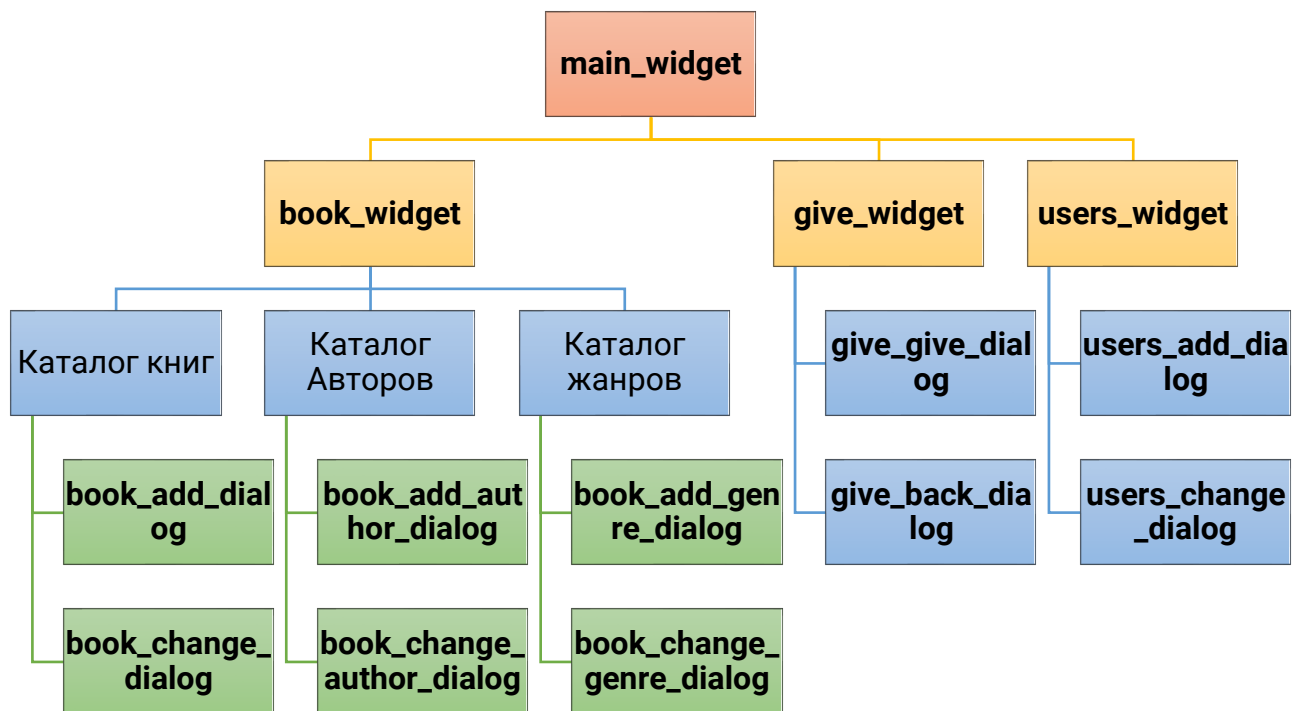 main_widget
book_widget
give_widget
users_widget
Каталог книг
Каталог
Авторов
Каталог
жанров
give_give_dial
og
users_add_dia
log
book_add_dial
og
book_add_aut
hor_dialog
book_add_gen
re_dialog
give_back_dia
log
users_change
_dialog
book_change_
dialog
book_change_
author_dialog
book_change_
genre_dialog